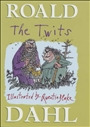 ROALD
The Twits
Illustrated by Quentin Blake
DAHL